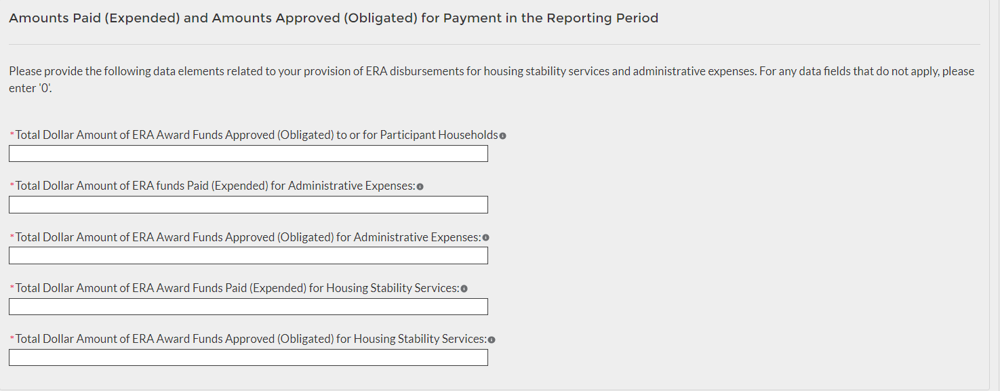 Amounts Paid (Expended) and Amounts Approved (Obligated) for Payment in the Reporting Period
Please provide the following data elements related to your provision of ERA disbursements for housing stability services and administrative expenses. For any data fields that do not apply, please
enter '0'.
*Total Dollar Amount of ERA Award Funds Approved (Obligated) to or for Participant Households
*Total Dollar Amount of ERA funds Paid (Expended) for Administrative Expenses:
*Total Dollar Amount of ERA Award Funds Approved (Obligated) for Administrative Expenses:
*Total Dollar Amount of ERA Award Funds Paid (Expended) for Housing Stability Services:
*Total Dollar Amount of ERA Award Funds Approved (Obligated) for Housing Stability Services: